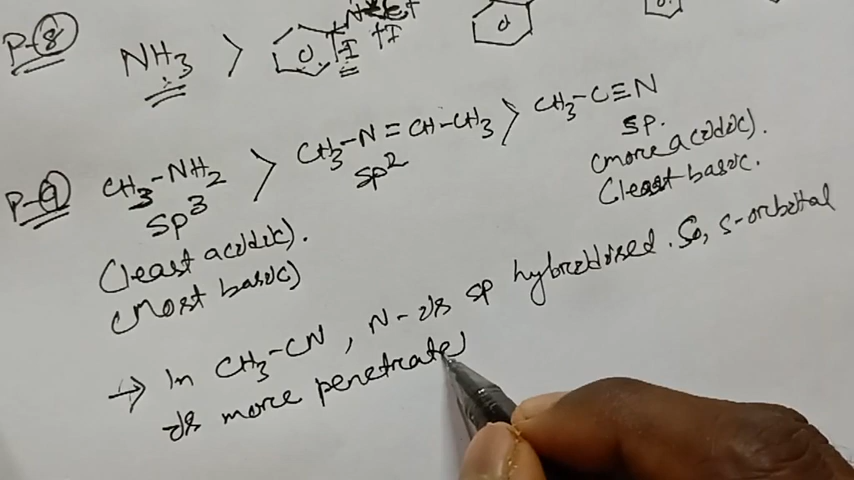 P-8 NH3 > O. -I +I O O.
P-9 CH3-NH2 > CH3-N=CH-CH3 > CH3-C≡N
sp3 sp2 sp.
(least acidic). (more acidic).
(Most basic) (least basic.
→ In CH3-CN, N-is sp hybridised. So, s-orbital
is more penetrate